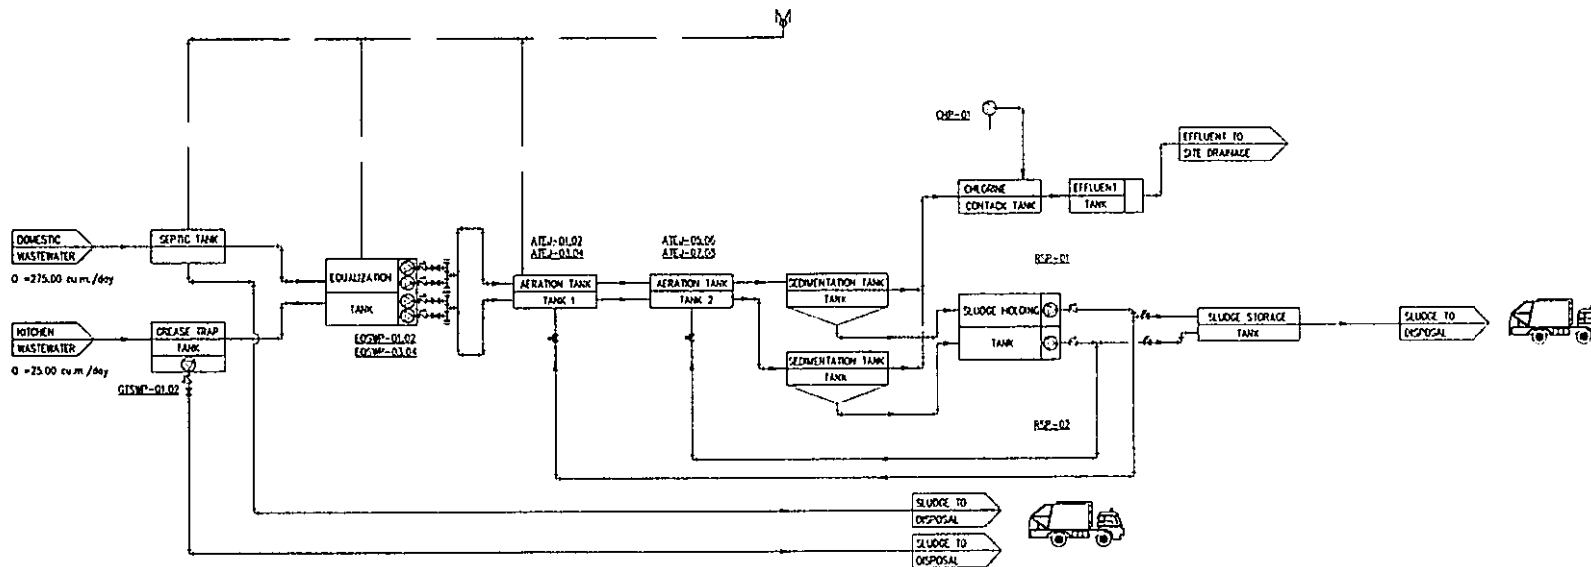 DOMESTIC
WASTEWATER
Q =275.00 cu.m./day
KITCHEN
WASTEWATER
Q =25.00 cu.m./day
SEPTIC TANK
GREASE TRAP
TANK
GTSWP-01,02
EQUALIZATION
TANK
EQSWP-01,02
EQSWP-03,04
ATEJ-01,02
ATEJ-03,04
AERATION TANK
TANK 1
ATEJ-05,06
ATEJ-07,08
AERATION TANK
TANK 2
SEDIMENTATION TANK
TANK
SEDIMENTATION TANK
TANK
CHP-01
CHLORINE
CONTACK TANK
EFFLUENT
TANK
EFFLUENT TO
SITE DRAINAGE
RSP-01
SLUDGE HOLDING
TANK
RSP-02
SLUDGE STORAGE
TANK
SLUDGE TO
DISPOSAL
SLUDGE TO
DISPOSAL
SLUDGE TO
DISPOSAL